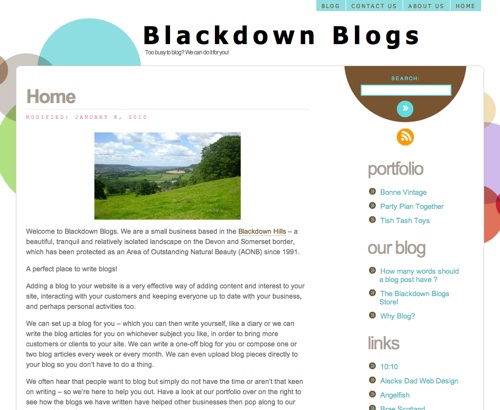 BLOG CONTACT US ABOUT US HOME
Blackdown Blogs
Too busy to blog? We can do it for you!
SEARCH:
»
Home
MODIFIED: JANUARY 8, 2010
Welcome to Blackdown Blogs. We are a small business based in the Blackdown Hills – a
beautiful, tranquil and relatively isolated landscape on the Devon and Somerset border,
which has been protected as an Area of Outstanding Natural Beauty (AONB) since 1991.
A perfect place to write blogs!
Adding a blog to your website is a very effective way of adding content and interest to your
site, interacting with your customers and keeping everyone up to date with your business,
and perhaps personal activities too.
We can set up a blog for you – which you can then write yourself, like a diary or we can
write the blog articles for you on whichever subject you like, in order to bring more
customers or clients to your site. We can write a one-off blog for you or compose one or
two blog articles every week or every month. We can even upload blog pieces directly to
your blog so you don't have to do a thing.
We often hear that people want to blog but simply do not have the time or aren't that keen
on writing – so we're here to help you out. Have a look at our portfolio over on the right to
see how the blogs we have written have helped other businesses then pop along to our
portfolio
Bonne Vintage
Party Plan Together
Tish Tash Toys
our blog
How many words should
a blog post have ?
The Blackdown Blogs
Store!
Why Blog?
links
10:10
Alecks Dad Web Design
Angelfish
Brae Scotland